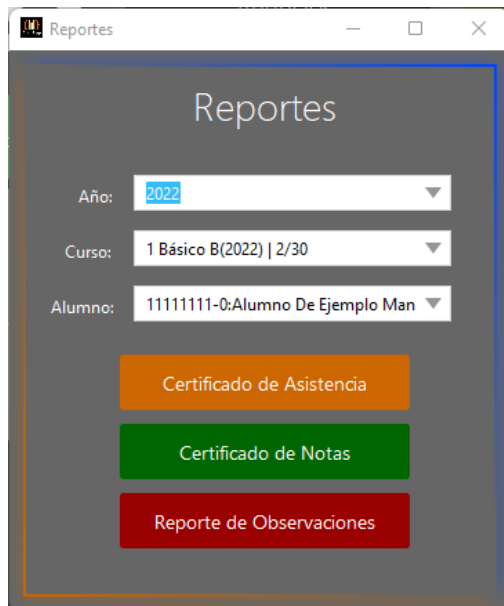 Reportes
Reportes
Año:
2022
Curso:
1 Básico B(2022) | 2/30
Alumno:
11111111-0:Alumno De Ejemplo Man
Certificado de Asistencia
Certificado de Notas
Reporte de Observaciones